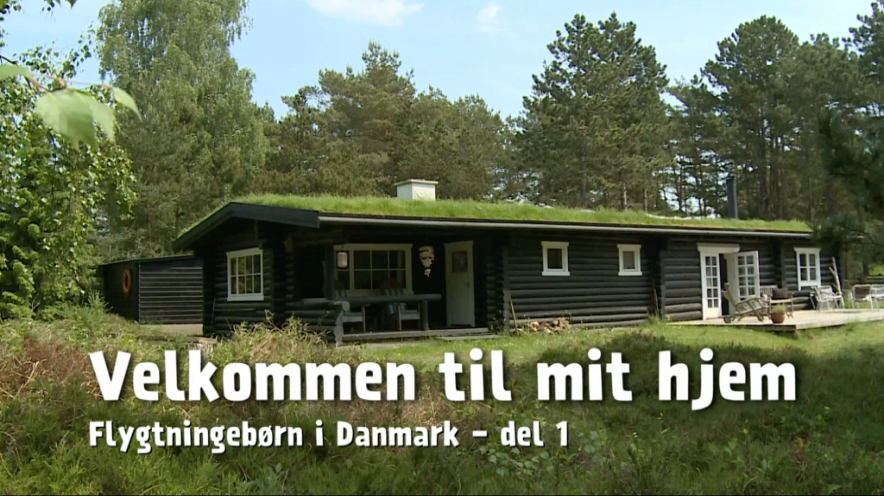 Velkommen til mit hjem
Flygtningebørn i Danmark - del 1